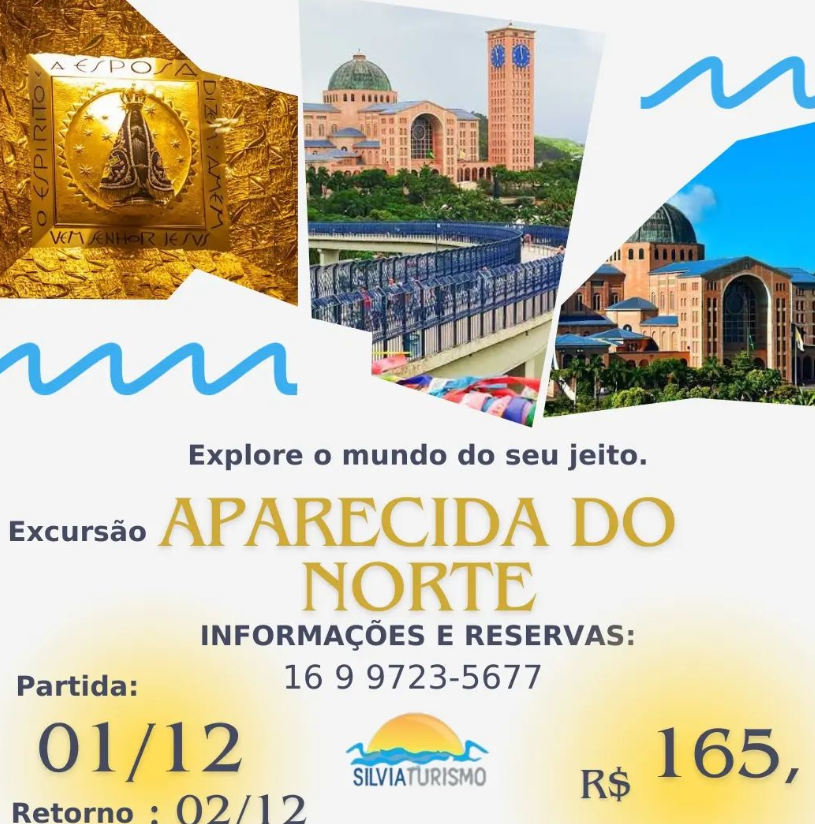 A ESPOSA
DIZ: AMÉM
O ESPÍRITO E
VEM SENHOR JESUS
Explore o mundo do seu jeito.
Excursão APARECIDA DO
NORTE
INFORMAÇÕES E RESERVAS:
16 9 9723-5677
Partida:
01/12
Retorno : 02/12
SILVIATURISMO
R$ 165,